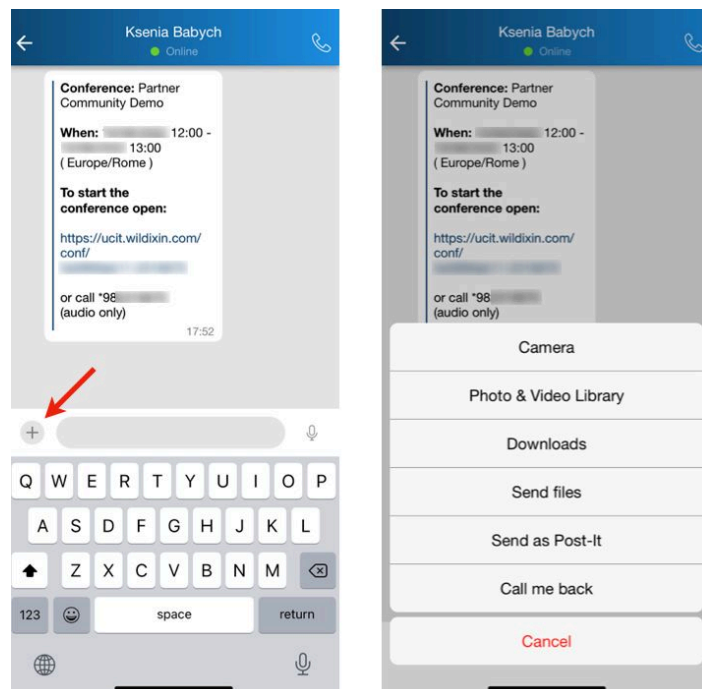 Ksenia Babych
Online
Conference: Partner
Community Demo
When: 12:00 -
13:00
( Europe/Rome )
To start the
conference open:
https://ucit.wildixin.com/
conf/
or call *98
(audio only)
17:52
Q W E R T Y U I O P
A S D F G H J K L
Z X C V B N M
123 space return
Ksenia Babych
Online
Conference: Partner
Community Demo
When: 12:00 -
13:00
( Europe/Rome )
To start the
conference open:
https://ucit.wildixin.com/
conf/
or call *98
(audio only)
Camera
Photo & Video Library
Downloads
Send files
Send as Post-It
Call me back
Cancel